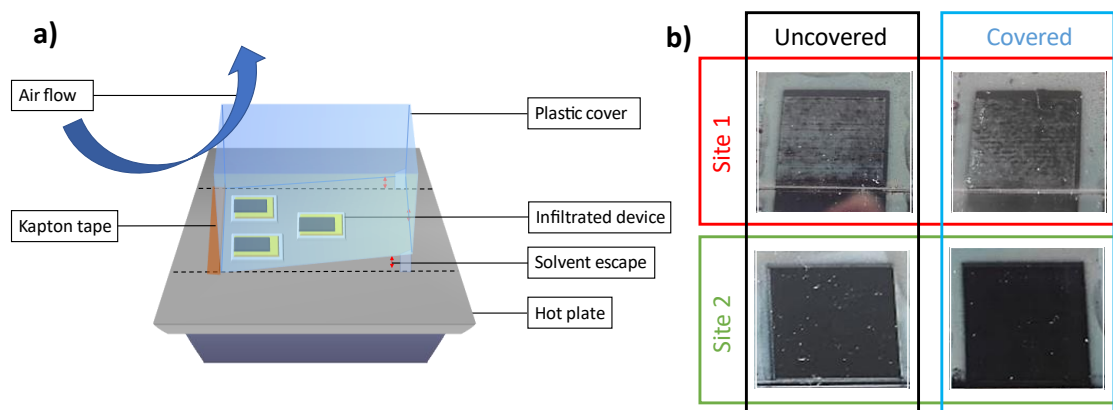 a)
Air flow
Plastic cover
Kapton tape
Infiltrated device
Solvent escape
Hot plate
b)
Uncovered
Covered
Site 1
Site 2